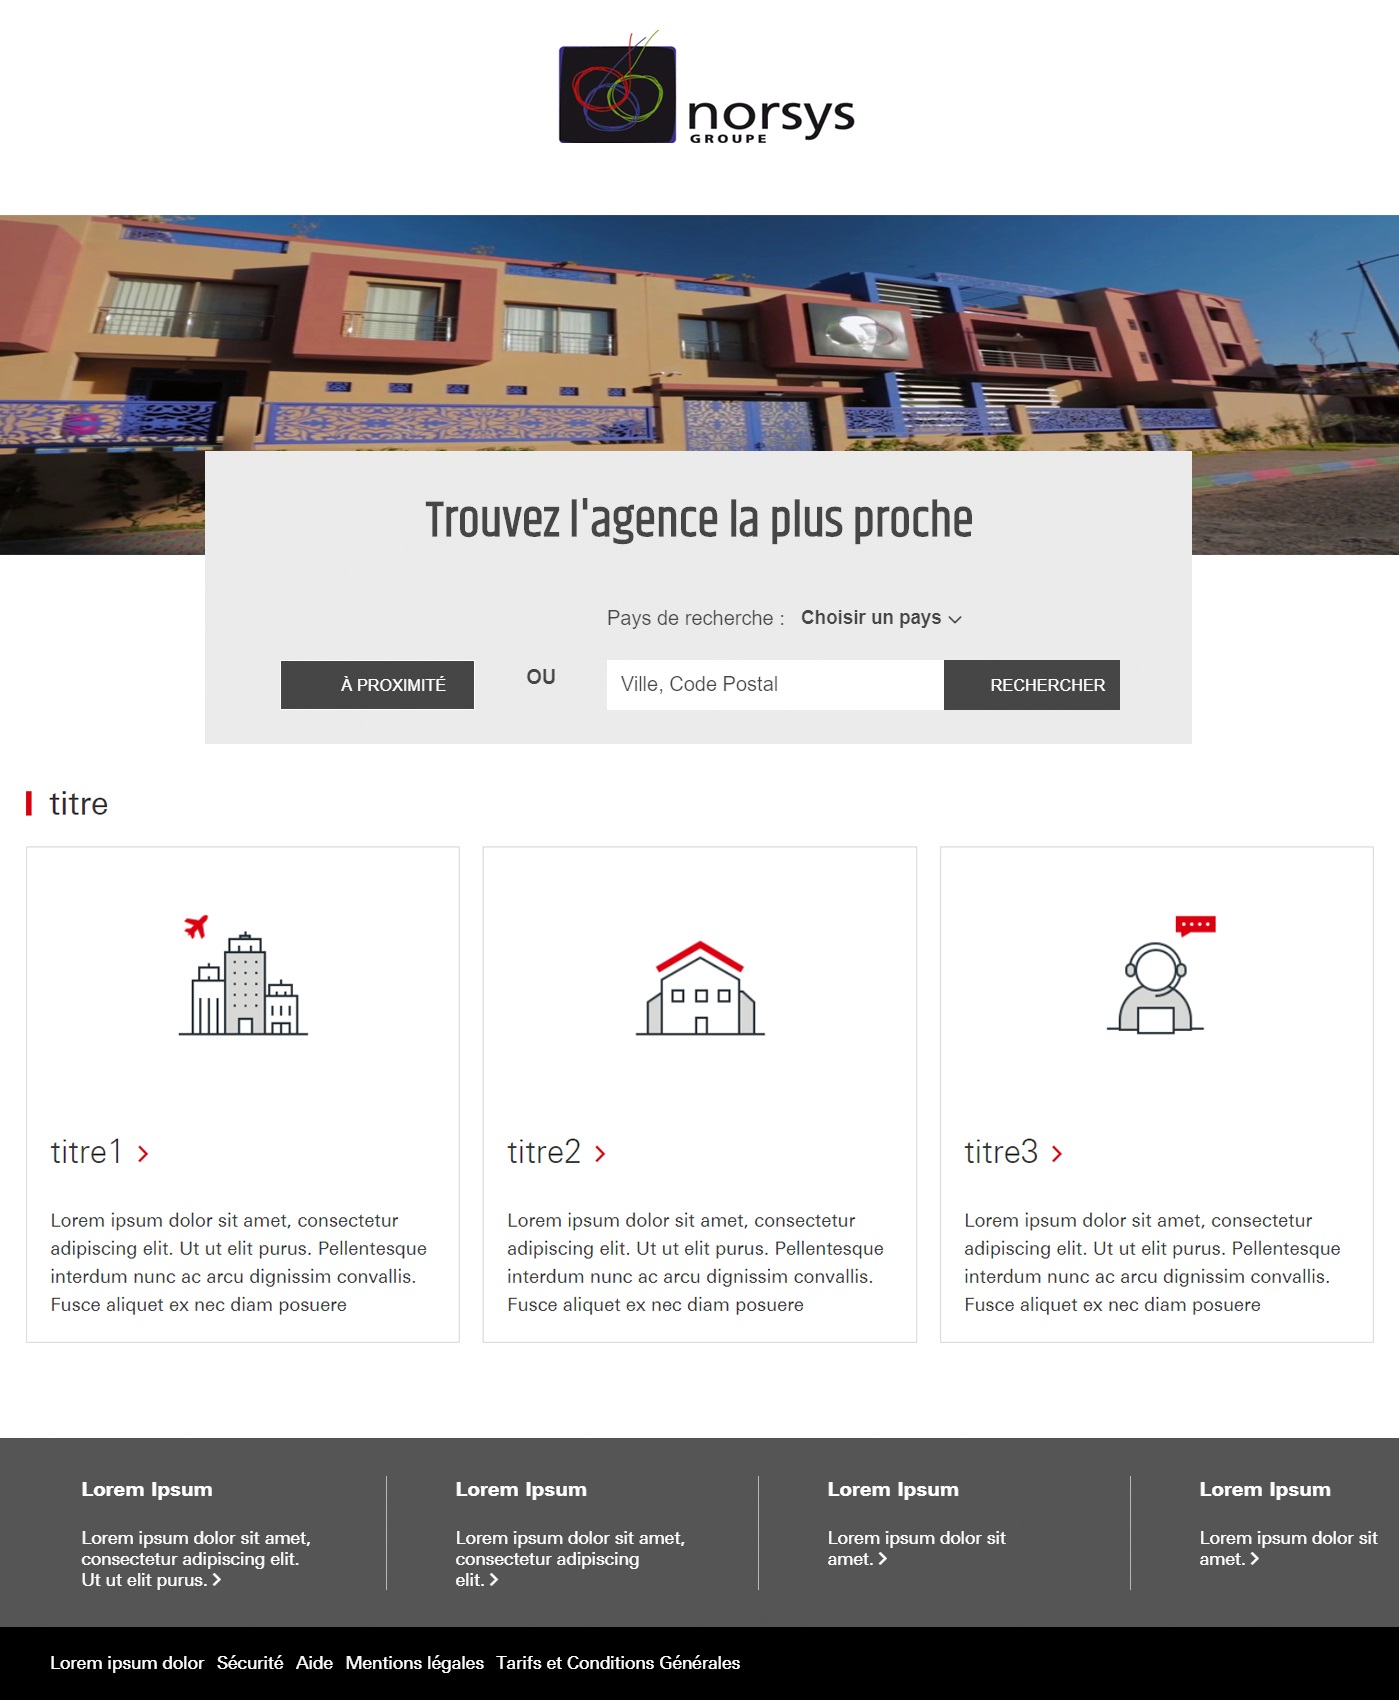 norsys
GROUPE
Trouvez l'agence la plus proche
Pays de recherche : Choisir un pays
À PROXIMITÉ
OU
Ville, Code Postal
RECHERCHER
titre
titre1
Lorem ipsum dolor sit amet, consectetur
adipiscing elit. Ut ut elit purus. Pellentesque
interdum nunc ac arcu dignissim convallis.
Fusce aliquet ex nec diam posuere
titre2
Lorem ipsum dolor sit amet, consectetur
adipiscing elit. Ut ut elit purus. Pellentesque
interdum nunc ac arcu dignissim convallis.
Fusce aliquet ex nec diam posuere
titre3
Lorem ipsum dolor sit amet, consectetur
adipiscing elit. Ut ut elit purus. Pellentesque
interdum nunc ac arcu dignissim convallis.
Fusce aliquet ex nec diam posuere
Lorem Ipsum
Lorem ipsum dolor sit amet,
consectetur adipiscing elit.
Ut ut elit purus.
Lorem Ipsum
Lorem ipsum dolor sit amet,
consectetur adipiscing
elit.
Lorem Ipsum
Lorem ipsum dolor sit
amet.
Lorem Ipsum
Lorem ipsum dolor sit
amet.
Lorem ipsum dolor Sécurité Aide Mentions légales Tarifs et Conditions Générales